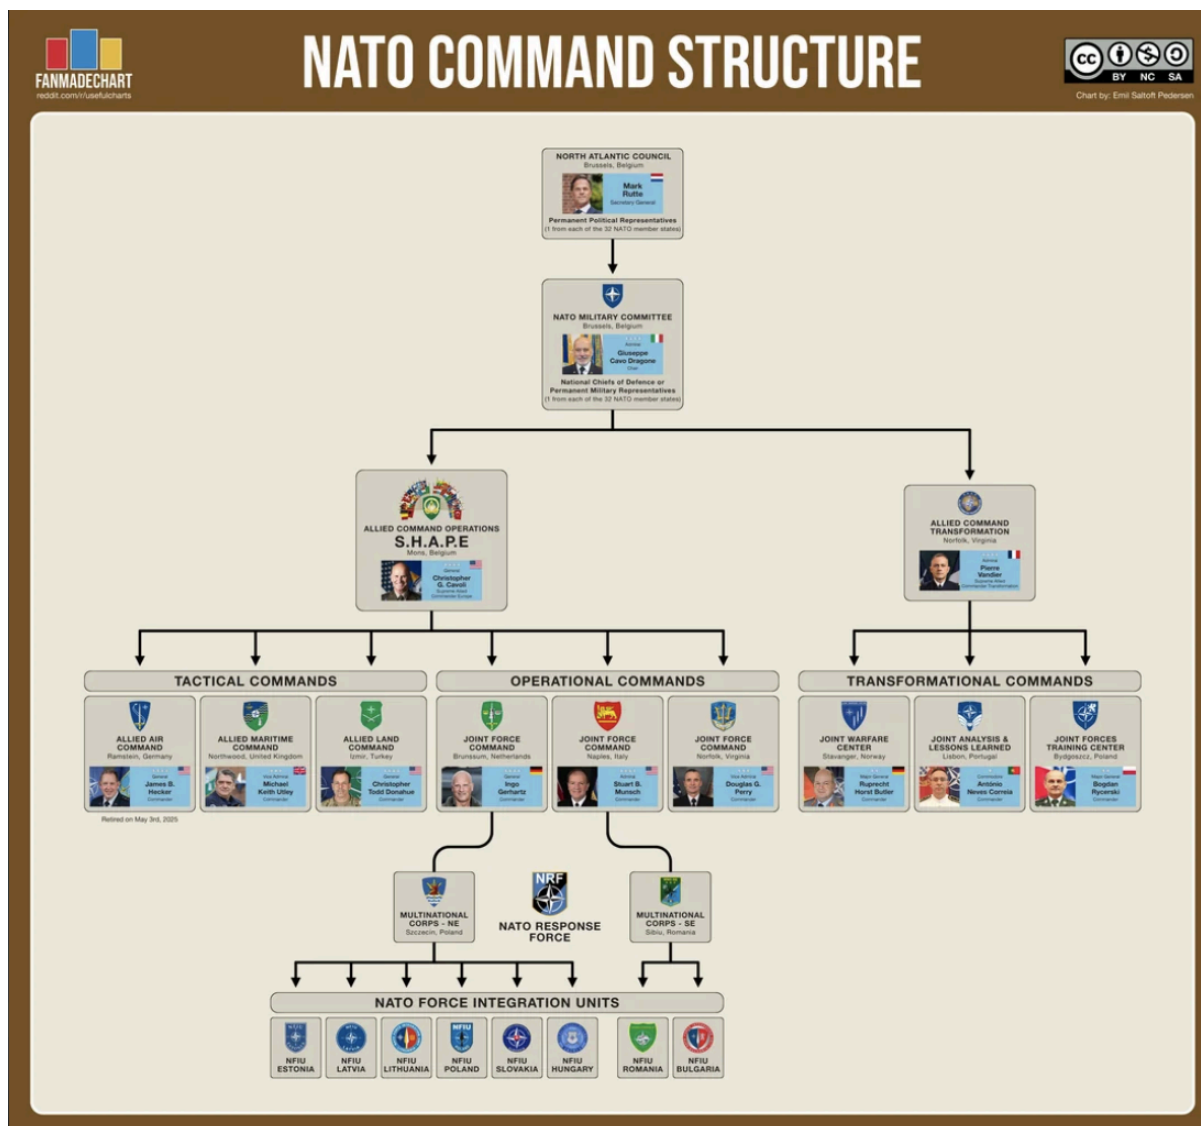 FANMADECHART
reddit.com/r/usefulcharts
NATO COMMAND STRUCTURE
CC
BY NC SA
Chart by: Emil Saltoft Pedersen
NORTH ATLANTIC COUNCIL
Brussels, Belgium
Mark
Rutte
Secretary General
Permanent Political Representatives
(1 from each of the 32 NATO member states)
NATO MILITARY COMMITTEE
Brussels, Belgium
Admiral
Giuseppe
Cavo Dragone
Chair
National Chiefs of Defence or
Permanent Military Representatives
(1 from each of the 32 NATO member states)
ALLIED COMMAND OPERATIONS
S.H.A.P.E
Mons, Belgium
General
Christopher
G. Cavoli
Supreme Allied
Commander Europe
ALLIED COMMAND
TRANSFORMATION
Norfolk, Virginia
Admiral
Pierre
Vandier
Supreme Allied
Commander Transformation
TACTICAL COMMANDS
ALLIED AIR
COMMAND
Ramstein, Germany
General
James B.
Hecker
Commander
Retired on May 3rd, 2025
ALLIED MARITIME
COMMAND
Northwood, United Kingdom
Vice Admiral
Michael
Keith Utley
Commander
ALLIED LAND
COMMAND
Izmir, Turkey
General
Christopher
Todd Donahue
Commander
OPERATIONAL COMMANDS
JOINT FORCE
COMMAND
Brunssum, Netherlands
General
Ingo
Gerhartz
Commander
JOINT FORCE
COMMAND
Naples, Italy
Admiral
Stuart B.
Munsch
Commander
JOINT FORCE
COMMAND
Norfolk, Virginia
Vice Admiral
Douglas G.
Perry
Commander
TRANSFORMATIONAL COMMANDS
JOINT WARFARE
CENTER
Stavanger, Norway
Major General
Ruprecht
Horst Butler
Commander
JOINT ANALYSIS &
LESSONS LEARNED
Lisbon, Portugal
Commodore
António
Neves Correia
Commander
JOINT FORCES
TRAINING CENTER
Bydgoszcz, Poland
Major General
Bogdan
Rycerski
Commander
MULTINATIONAL
CORPS - NE
Szczecin, Poland
NRF
NATO RESPONSE
FORCE
MULTINATIONAL
CORPS - SE
Sibiu, Romania
NATO FORCE INTEGRATION UNITS
NFIU
ESTONIA
NFIU
LATVIA
NFIU
LITHUANIA
NFIU
NFIU
POLAND
NFIU
SLOVAKIA
NFIU
HUNGARY
NFIU
ROMANIA
NFIU
BULGARIA